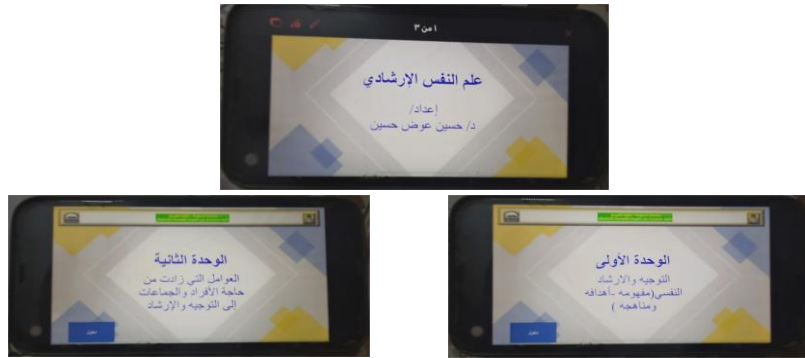 ١ من ٣
علم النفس الإرشادي
إعداد/
د/ حسين عوض حسين
الوحدة الأولى
التوجيه والارشاد
النفسي(مفهومه -أهدافه
ومناهجه )
الوحدة الثانية
العوامل التي زادت من
حاجة الأفراد والجماعات
إلى التوجيه والإرشاد